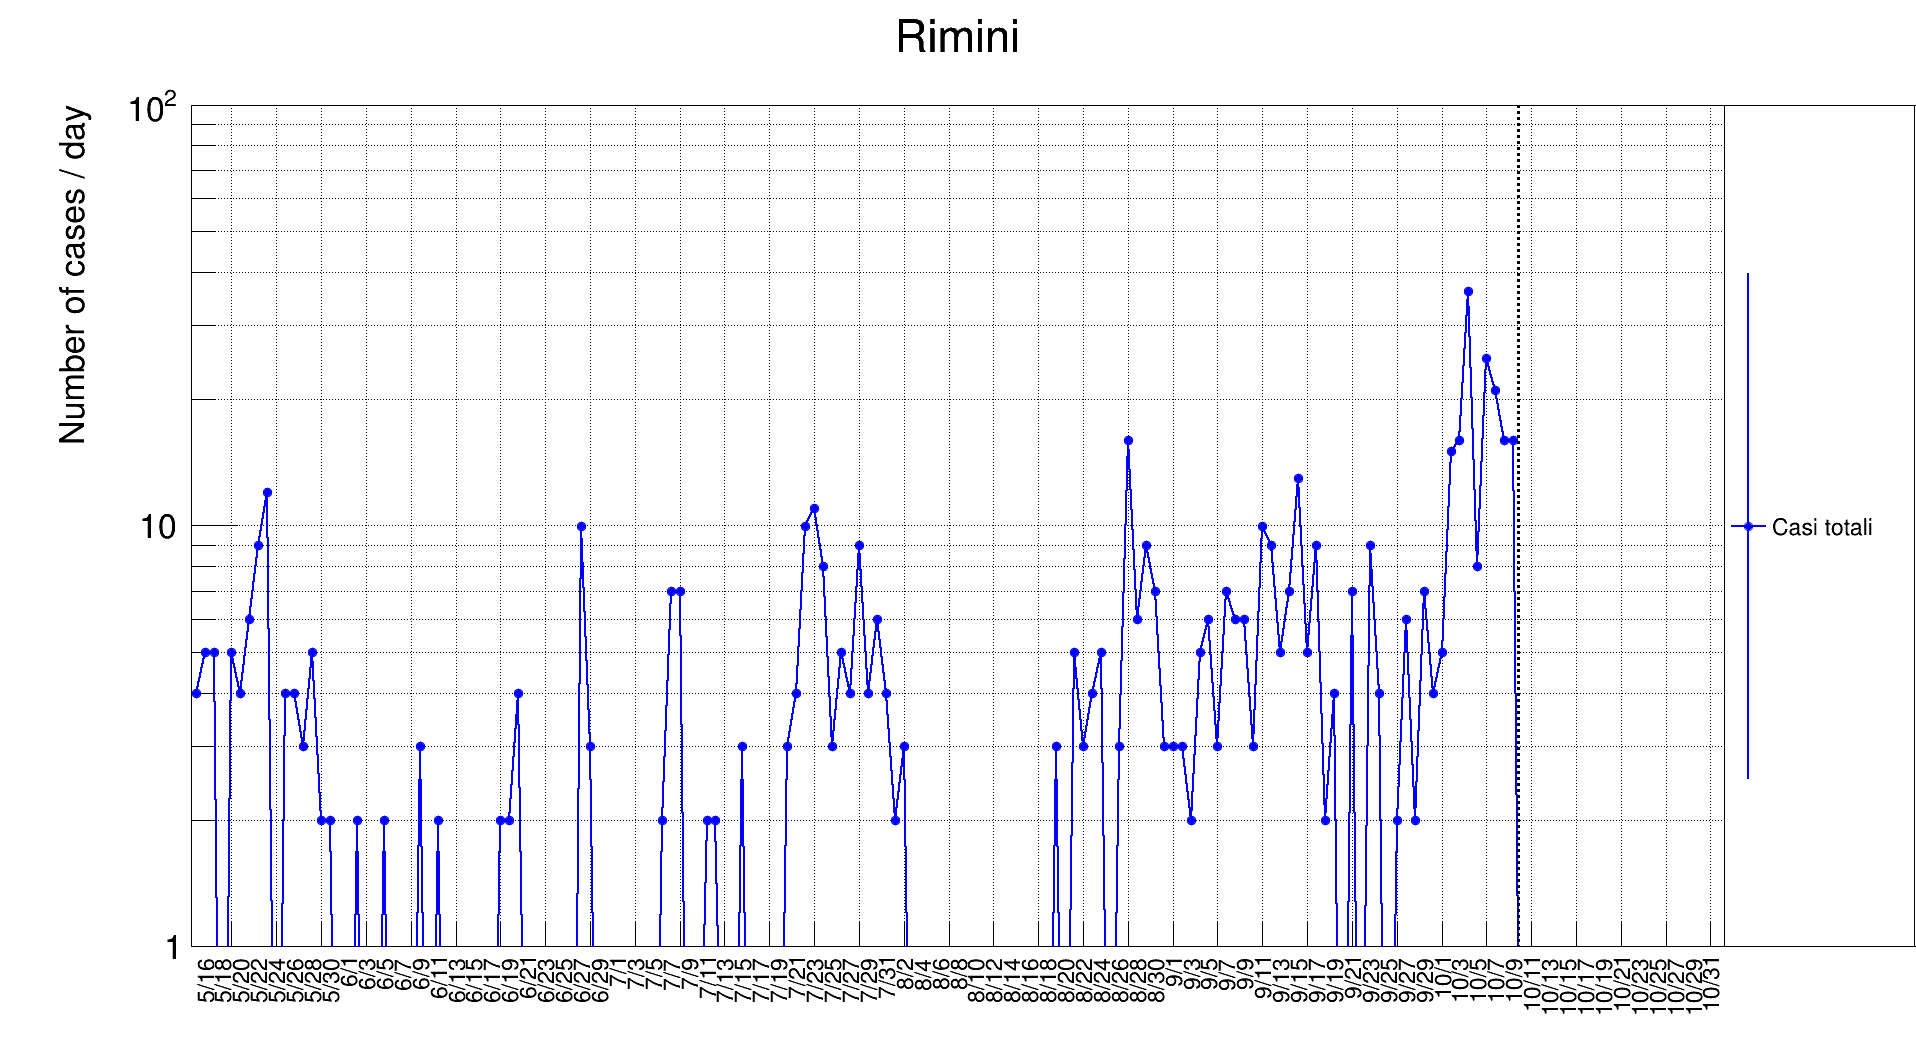 Rimini
Number of cases / day
10²
10
1
5/16 5/18 5/20 5/22 5/24 5/26 5/28 5/30 6/1 6/3 6/5 6/7 6/9 6/11 6/13 6/15 6/17 6/19 6/21 6/23 6/25 6/27 6/29 7/1 7/3 7/5 7/7 7/9 7/11 7/13 7/15 7/17 7/19 7/21 7/23 7/25 7/27 7/29 7/31 8/2 8/4 8/6 8/8 8/10 8/12 8/14 8/16 8/18 8/20 8/22 8/24 8/26 8/28 8/30 9/1 9/3 9/5 9/7 9/9 9/11 9/13 9/15 9/17 9/19 9/21 9/23 9/25 9/27 9/29 10/1 10/3 10/5 10/7 10/9 10/11 10/13 10/15 10/17 10/19 10/21 10/23 10/25 10/27 10/29 10/31
Casi totali